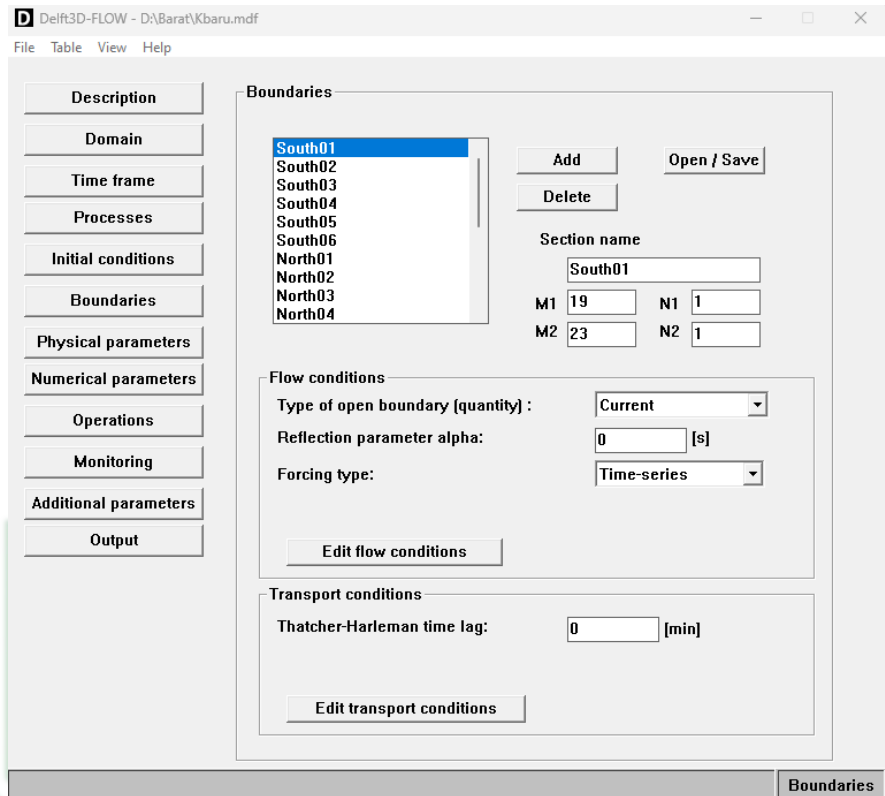 D Delft3D-FLOW - D:\Barat\Kbaru.mdf
File Table View Help
Description
Domain
Time frame
Processes
Initial conditions
Boundaries
Physical parameters
Numerical parameters
Operations
Monitoring
Additional parameters
Output
Boundaries
South01
South02
South03
South04
South05
South06
North01
North02
North03
North04
Add
Open / Save
Delete
Section name
South01
M1 19 N1 1
M2 23 N2 1
Flow conditions
Type of open boundary (quantity) : Current
Reflection parameter alpha: 0 [s]
Forcing type: Time-series
Edit flow conditions
Transport conditions
Thatcher-Harleman time lag: 0 [min]
Edit transport conditions
Boundaries